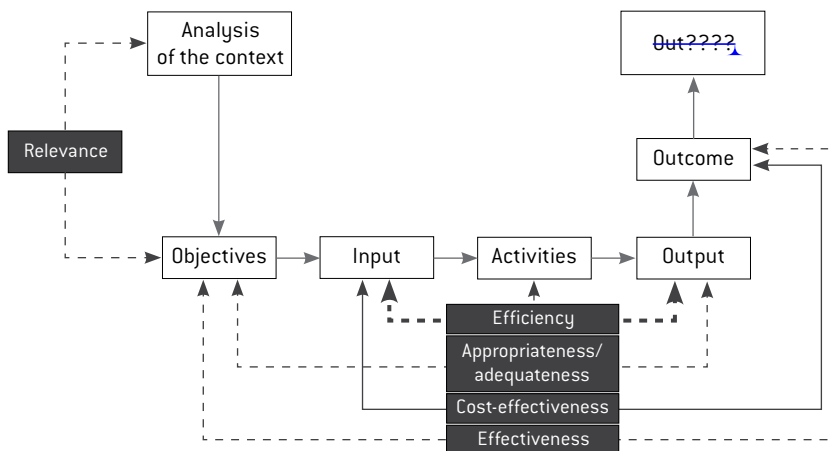 Analysis
of the context
Out????
Relevance
Outcome
Objectives
Input
Activities
Output
Efficiency
Appropriateness/
adequateness
Cost-effectiveness
Effectiveness